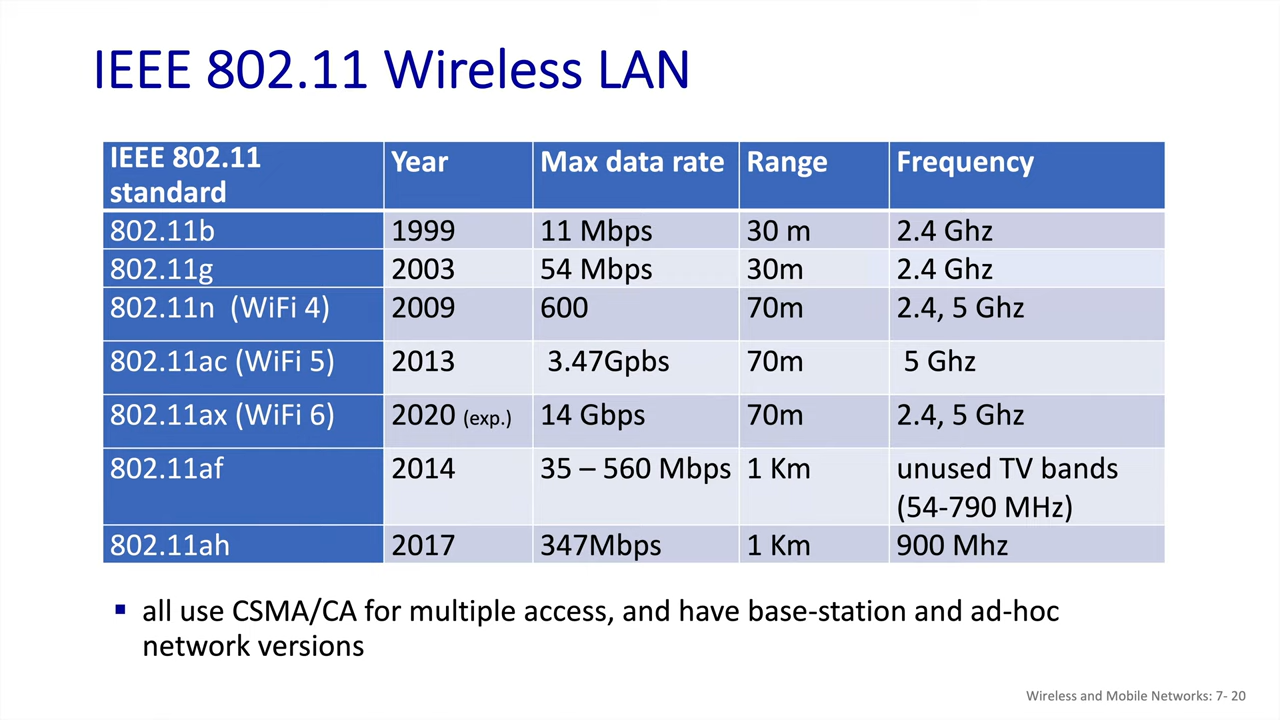 IEEE 802.11 Wireless LAN
IEEE 802.11 standard Year Max data rate Range Frequency
802.11b 1999 11 Mbps 30 m 2.4 Ghz
802.11g 2003 54 Mbps 30m 2.4 Ghz
802.11n (WiFi 4) 2009 600 70m 2.4, 5 Ghz
802.11ac (WiFi 5) 2013 3.47Gpbs 70m 5 Ghz
802.11ax (WiFi 6) 2020 (exp.) 14 Gbps 70m 2.4, 5 Ghz
802.11af 2014 35 – 560 Mbps 1 Km unused TV bands (54-790 MHz)
802.11ah 2017 347Mbps 1 Km 900 Mhz
▪ all use CSMA/CA for multiple access, and have base-station and ad-hoc
network versions
Wireless and Mobile Networks: 7- 20